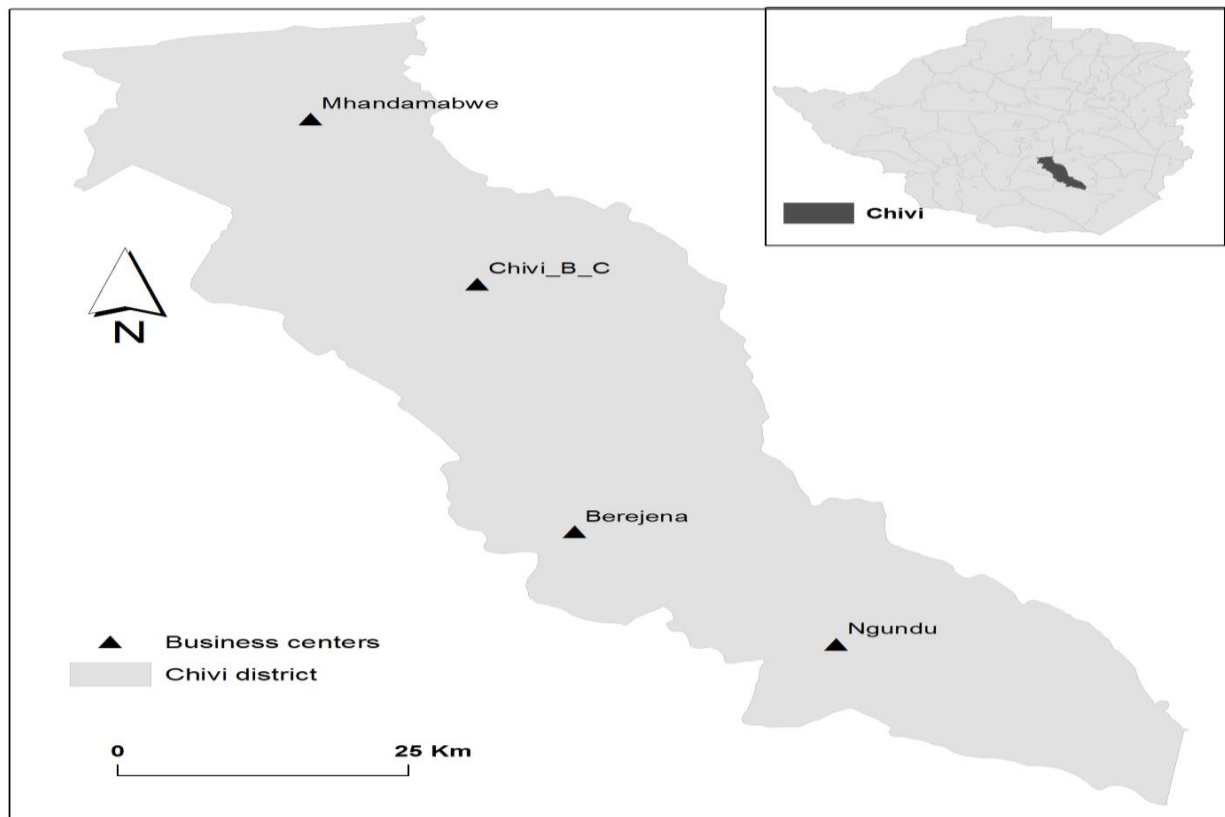 Mhandamabwe
Chivi
Chivi_B_C
N
Berejena
Ngundu
Business centers
Chivi district
0 25 Km